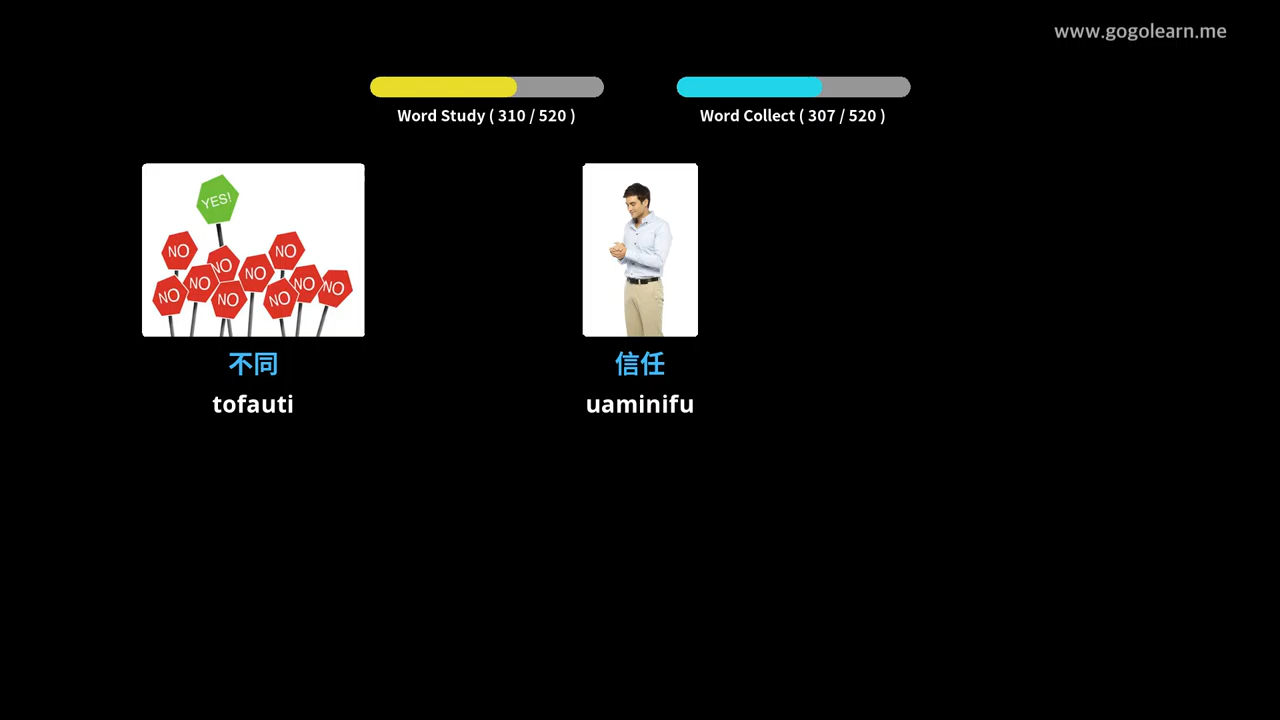 www.gogolearn.me
Word Study ( 310 / 520 )
Word Collect ( 307 / 520 )
YES!
NO
NO
NO
NO
NO
NO
NO
NO
NO
NO
不同
信任
tofauti
uaminifu